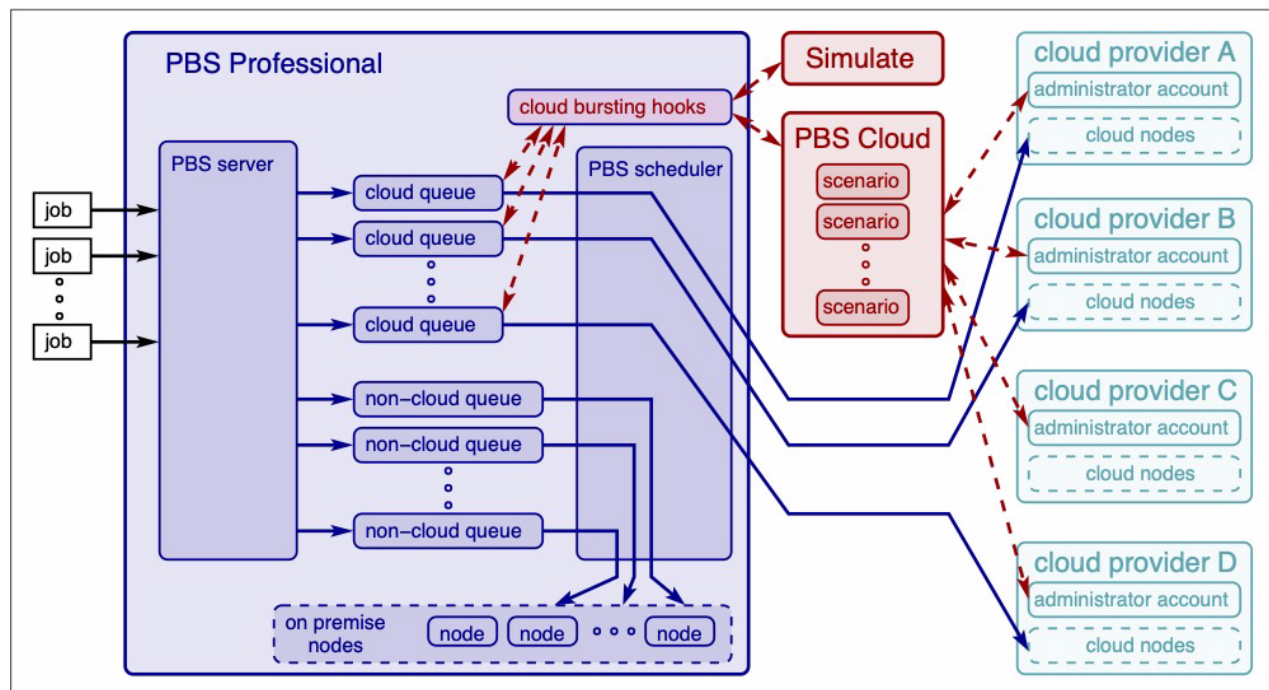 PBS Professional
cloud bursting hooks
Simulate
PBS Cloud
scenario
scenario
scenario
PBS server
PBS scheduler
job
job
job
cloud queue
cloud queue
cloud queue
non-cloud queue
non-cloud queue
non-cloud queue
on premise
nodes
node
node
node
cloud provider A
administrator account
cloud nodes
cloud provider B
administrator account
cloud nodes
cloud provider C
administrator account
cloud nodes
cloud provider D
administrator account
cloud nodes